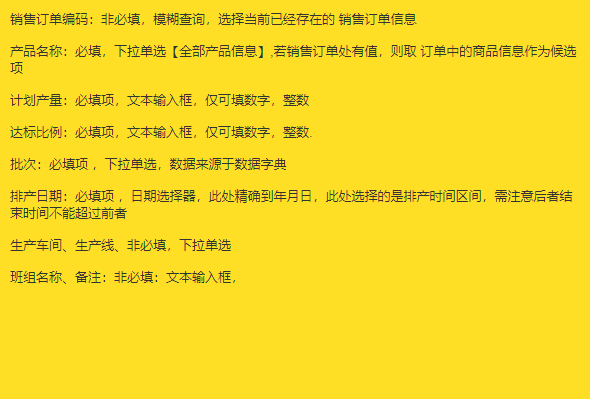 销售订单编码：非必填，模糊查询，选择当前已经存在的 销售订单信息
产品名称：必填，下拉单选【全部产品信息】,若销售订单处有值，则取 订单中的商品信息作为候选
项
计划产量：必填项，文本输入框，仅可填数字，整数
达标比例：必填项，文本输入框，仅可填数字，整数.
批次：必填项 ，下拉单选，数据来源于数据字典
排产日期：必填项 ，日期选择器，此处精确到年月日，此处选择的是排产时间区间，需注意后者结
束时间不能超过前者
生产车间、生产线、非必填，下拉单选
班组名称、备注：非必填：文本输入框，